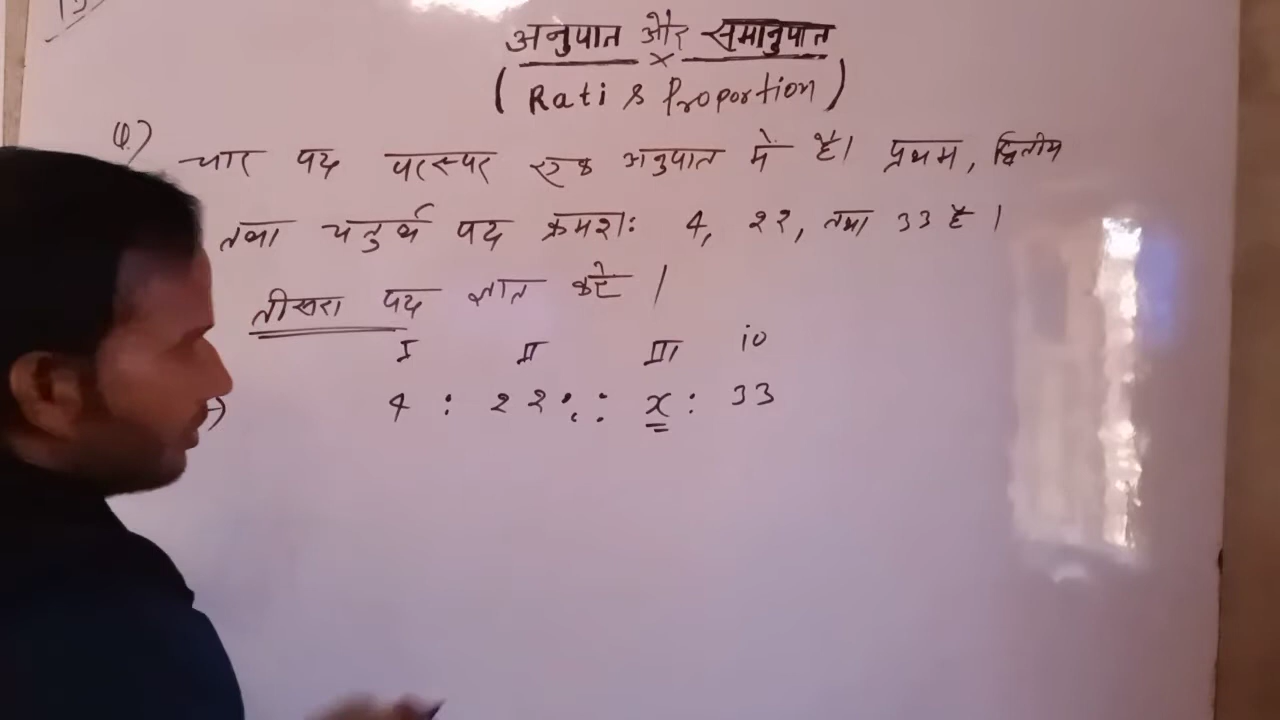 अनुपात और समानुपात
( Rati & Proportion )
Q.) चार पद परस्पर एक अनुपात में है। प्रथम, द्वितीय
तथा चतुर्थ पद क्रमशः 4, 22, तथा 33 है।
तीसरा पद ज्ञात करें।
I II III iv
4 : 22 :: x : 33